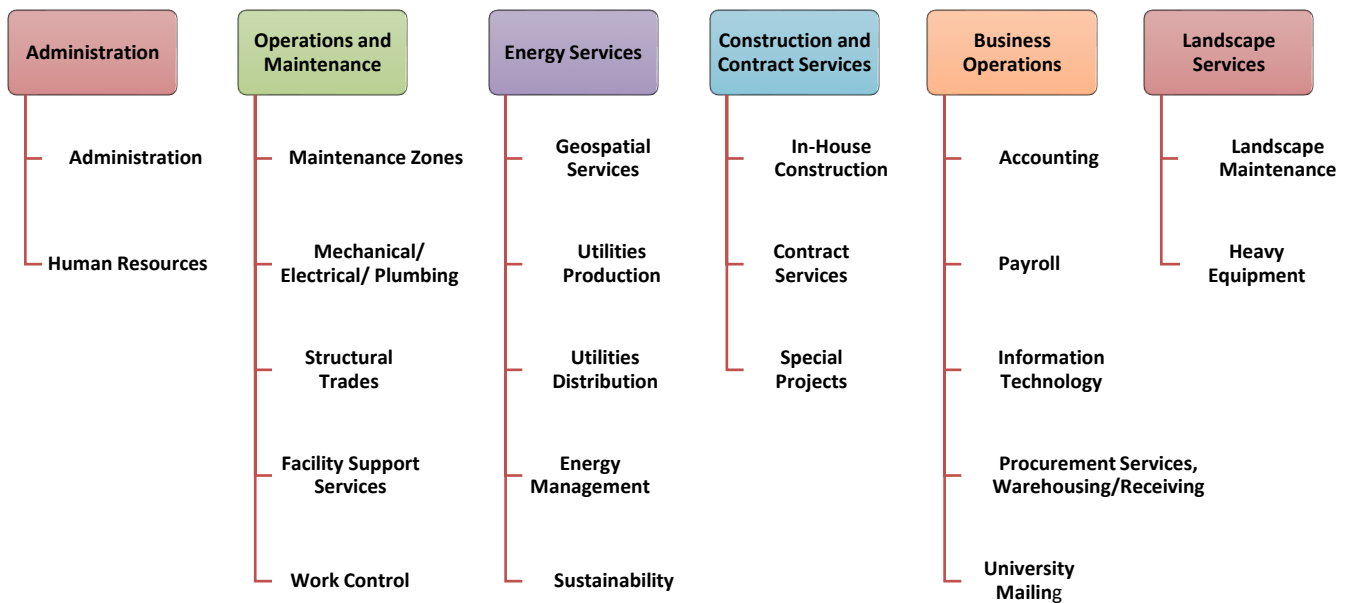 Administration
Administration
Human Resources
Operations and
Maintenance
Maintenance Zones
Mechanical/
Electrical/ Plumbing
Structural
Trades
Facility Support
Services
Work Control
Energy Services
Geospatial
Services
Utilities
Production
Utilities
Distribution
Energy
Management
Sustainability
Construction and
Contract Services
In-House
Construction
Contract
Services
Special
Projects
Business
Operations
Accounting
Payroll
Information
Technology
Procurement Services,
Warehousing/Receiving
University
Mailing
Landscape
Services
Landscape
Maintenance
Heavy
Equipment